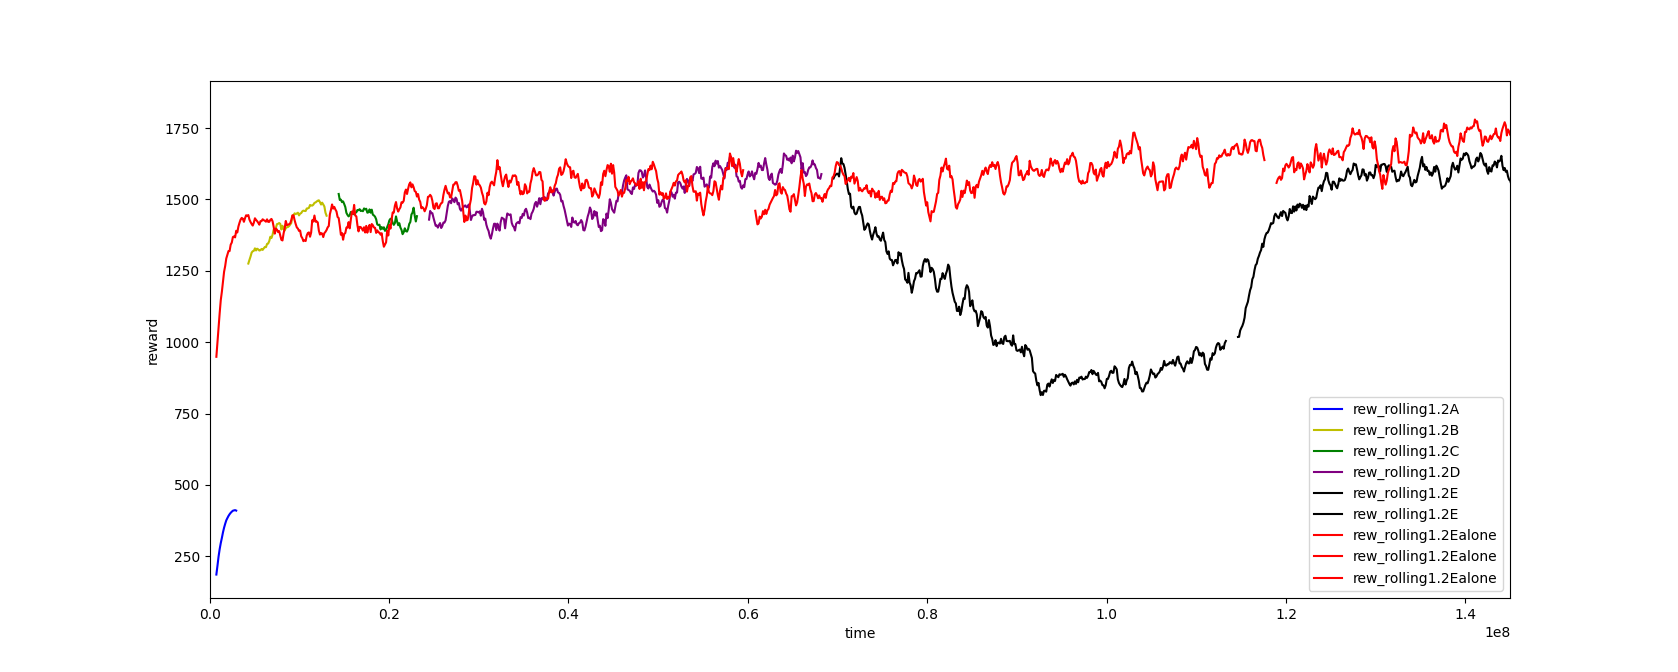 1750
1500
1250
1000
750
500
250
reward
0.0
0.2
0.4
0.6
0.8
1.0
1.2
1.4
1e8
time
rew_rolling1.2A
rew_rolling1.2B
rew_rolling1.2C
rew_rolling1.2D
rew_rolling1.2E
rew_rolling1.2E
rew_rolling1.2Ealone
rew_rolling1.2Ealone
rew_rolling1.2Ealone